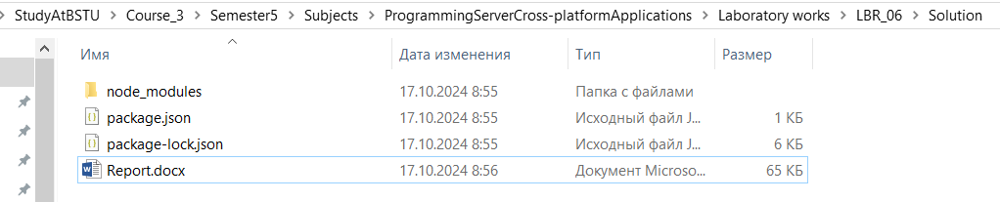 StudyAtBSTU > Course_3 > Semester5 > Subjects > ProgrammingServerCross-platformApplications > Laboratory works > LBR_06 > Solution
Имя Дата изменения Тип Размер
node_modules 17.10.2024 8:55 Папка с файлами
package.json 17.10.2024 8:55 Исходный файл J... 1 КБ
package-lock.json 17.10.2024 8:55 Исходный файл J... 6 КБ
Report.docx 17.10.2024 8:56 Документ Microso... 65 КБ